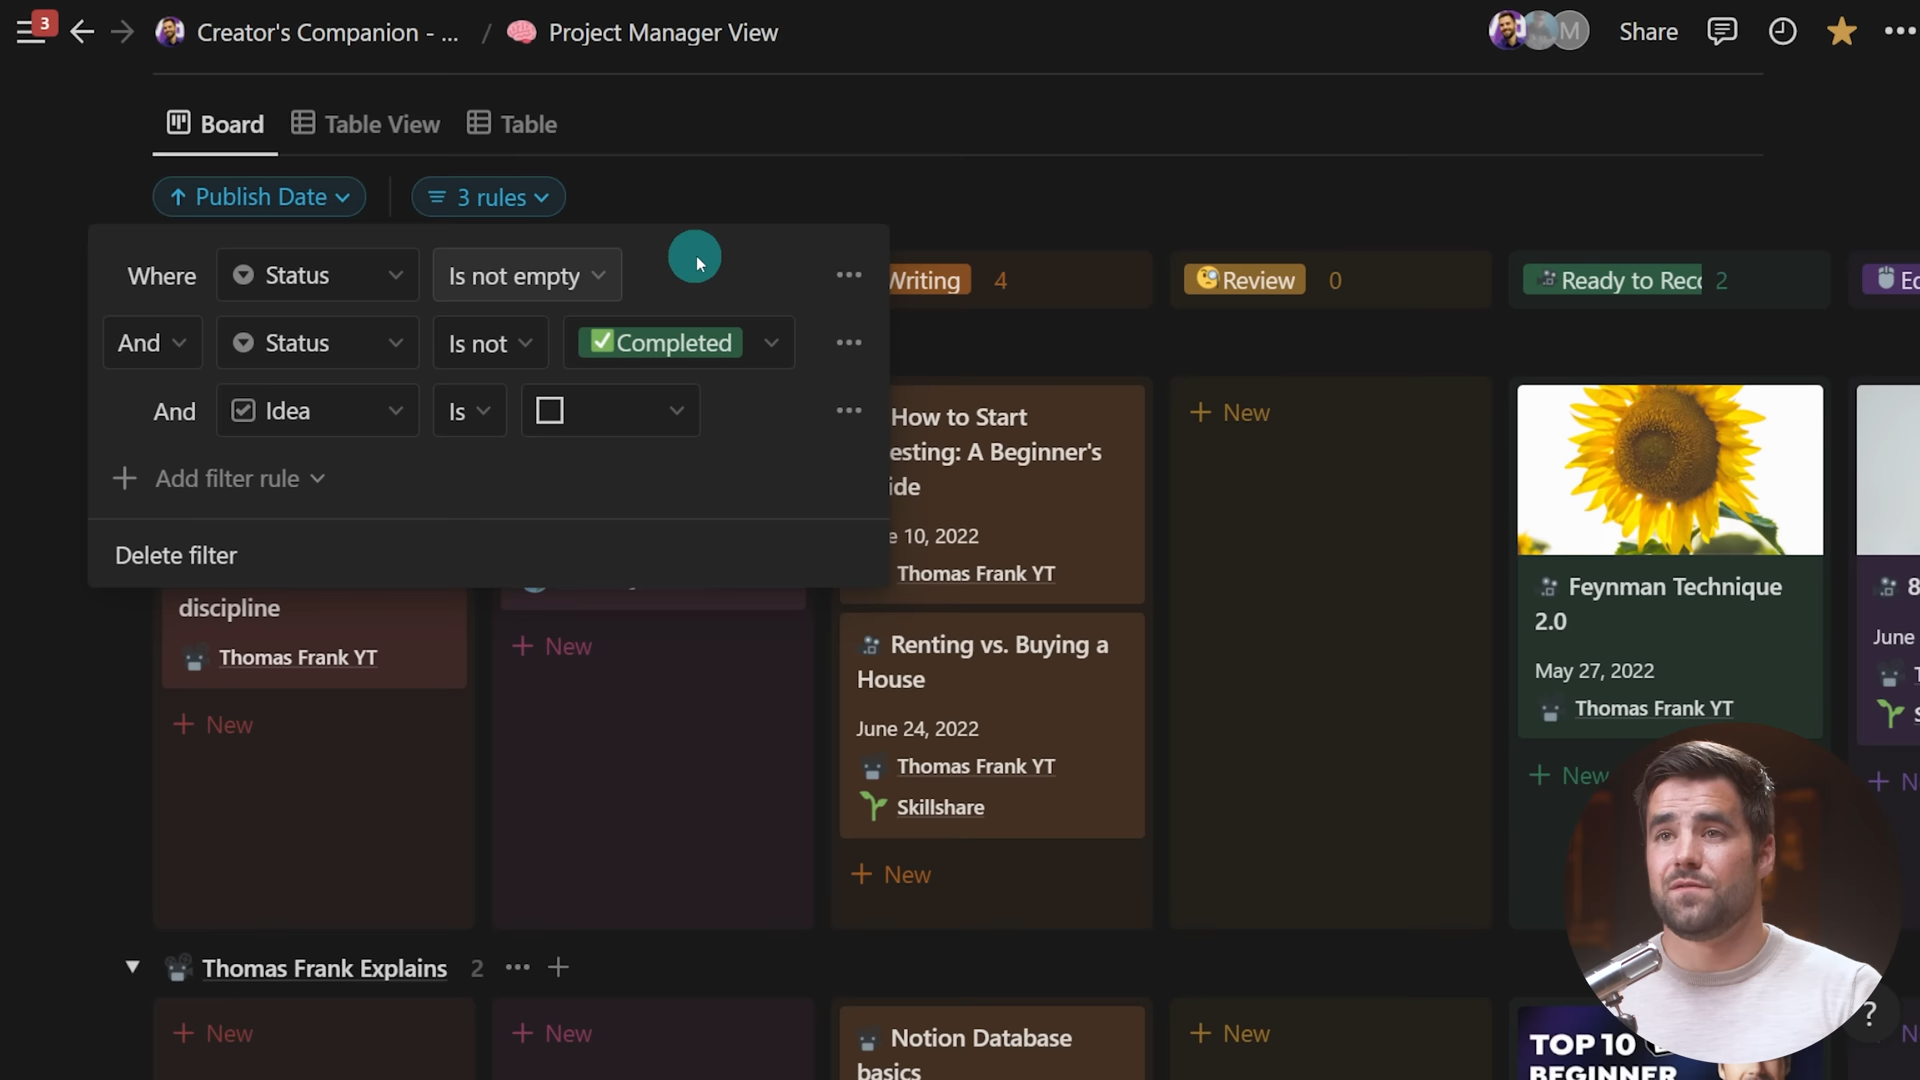 3
Creator's Companion - ... / Project Manager View
M
Share
Board
Table View
Table
Publish Date
3 rules
Where Status Is not empty
And Status Is not Completed
And Idea Is
Add filter rule
Delete filter
Writing 4
Review 0
Ready to Rec 2
Ec
discipline
Thomas Frank YT
New
New
How to Start
esting: A Beginner's
ide
e 10, 2022
Thomas Frank YT
Renting vs. Buying a
House
June 24, 2022
Thomas Frank YT
Skillshare
New
New
Feynman Technique
2.0
May 27, 2022
Thomas Frank YT
New
8
June
N
Thomas Frank Explains 2
New
New
Notion Database
basics
New
TOP 10
BEGINNER
?
N